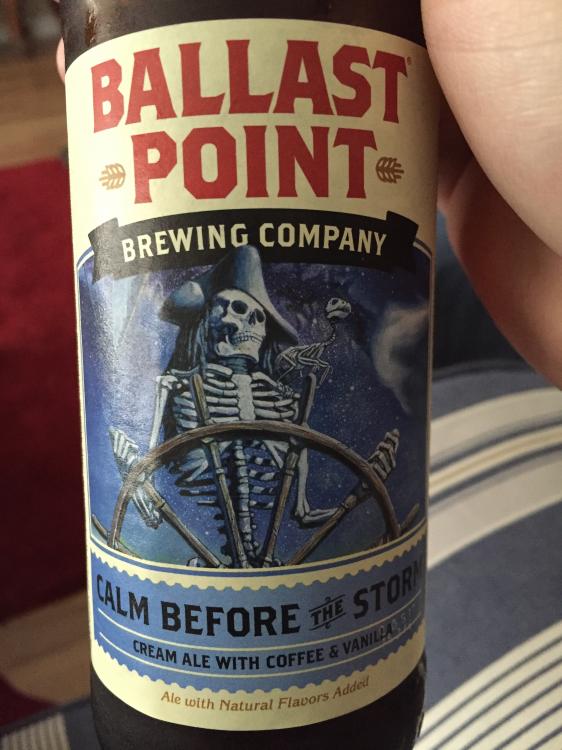 BALLAST
POINT
BREWING COMPANY
CALM BEFORE THE STORM
CREAM ALE WITH COFFEE & VANILLA
Ale with Natural Flavors Added